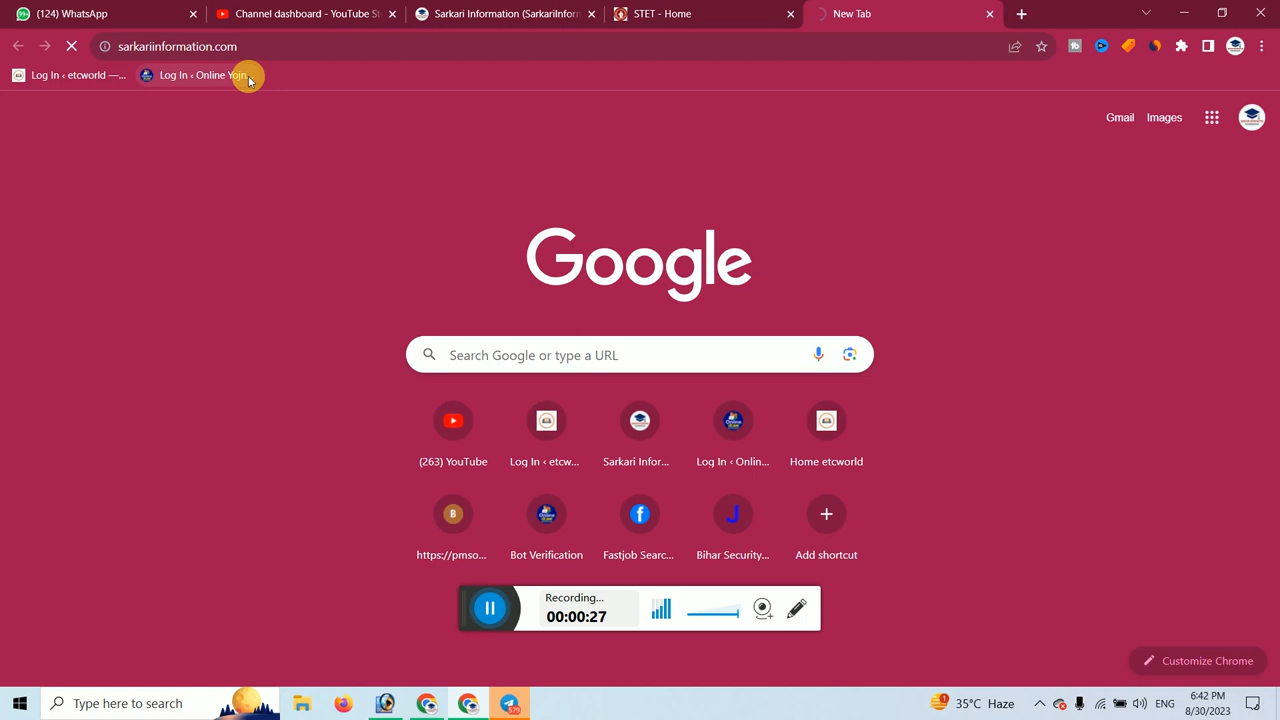 (124) WhatsApp
Channel dashboard - YouTube St
Sarkari Information (SarkariInfor
STET - Home
New Tab
sarkariinformation.com
Log In ‹ etcworld —...
Log In ‹ Online Yojn...
Gmail
Images
Google
Search Google or type a URL
(263) YouTube
Log In ‹ etcw...
Sarkari Infor...
Log In ‹ Onlin...
Home etcworld
B
J
https://pmso...
Bot Verification
Fastjob Searc...
Bihar Security...
Add shortcut
Recording...
00:00:27
Customize Chrome
Type here to search
35°C Haze
ENG
6:42 PM
8/30/2023